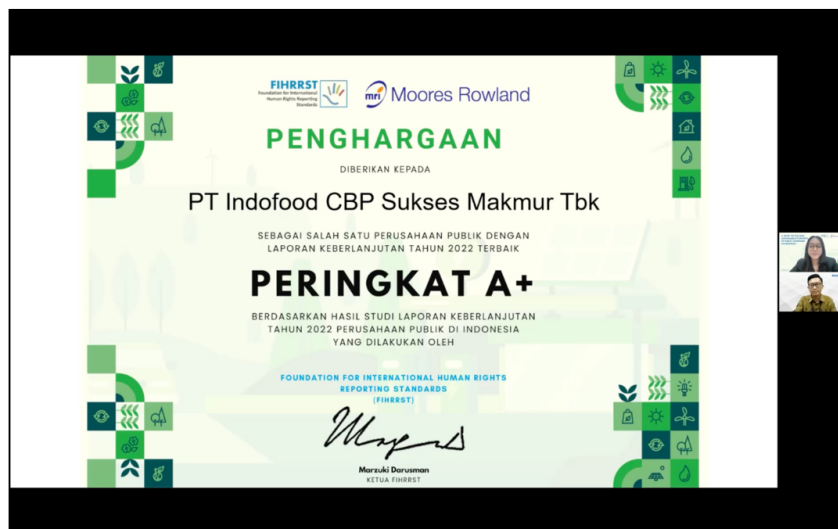 FIHRRST
Foundation for International
Human Rights Reporting
Standards
mri Moores Rowland
PENGHARGAAN
DIBERIKAN KEPADA
PT Indofood CBP Sukses Makmur Tbk
SEBAGAI SALAH SATU PERUSAHAAN PUBLIK DENGAN
LAPORAN KEBERLANJUTAN TAHUN 2022 TERBAIK
PERINGKAT A+
BERDASARKAN HASIL STUDI LAPORAN KEBERLANJUTAN
TAHUN 2022 PERUSAHAAN PUBLIK DI INDONESIA
YANG DILAKUKAN OLEH
FOUNDATION FOR INTERNATIONAL HUMAN RIGHTS
REPORTING STANDARDS
(FIHRRST)
Marzuki Darusman
KETUA FIHRRST